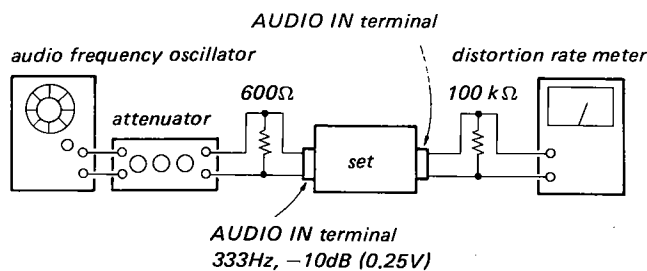 AUDIO IN terminal
audio frequency oscillator
distortion rate meter
600Ω
100 kΩ
attenuator
set
AUDIO IN terminal
333Hz, −10dB (0.25V)